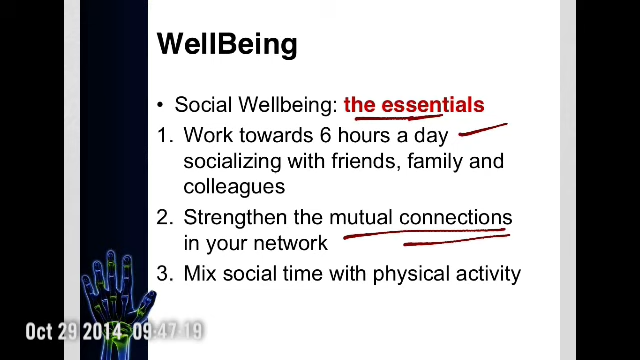 WellBeing
• Social Wellbeing: the essentials
1. Work towards 6 hours a day
socializing with friends, family and
colleagues
2. Strengthen the mutual connections
in your network
3. Mix social time with physical activity
Oct 29 2014, 09:47:19